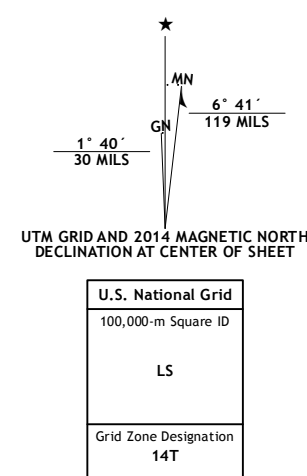 MN
6° 41´
119 MILS
GN
1° 40´
30 MILS
UTM GRID AND 2014 MAGNETIC NORTH
DECLINATION AT CENTER OF SHEET
U.S. National Grid
100,000-m Square ID
LS
Grid Zone Designation
14T